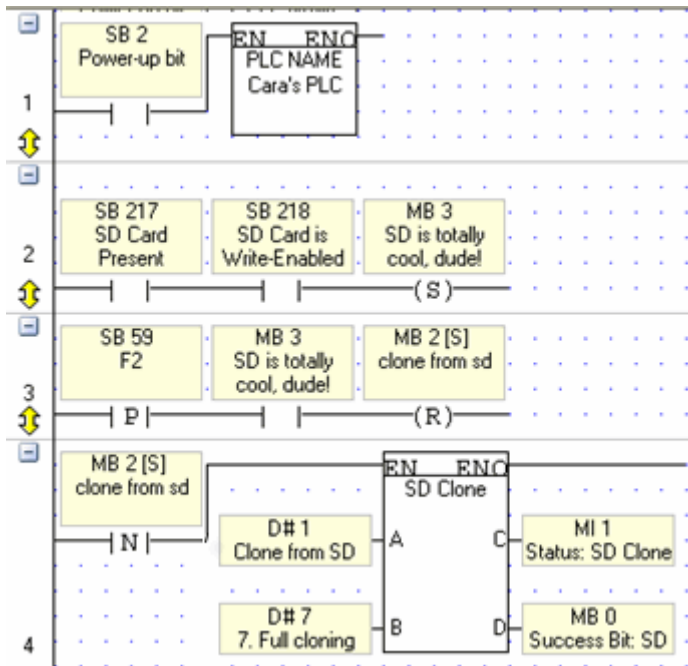 SB 2
Power-up bit
EN ENO
PLC NAME
Cara's PLC
1
SB 217
SD Card
Present
SB 218
SD Card is
Write-Enabled
MB 3
SD is totally
cool, dude!
2
(S)
SB 59
F2
MB 3
SD is totally
cool, dude!
MB 2 [S]
clone from sd
3
P
(R)
MB 2 [S]
clone from sd
EN ENO
SD Clone
N
D# 1
Clone from SD
A
C
MI 1
Status: SD Clone
D# 7
7. Full cloning
B
D
MB 0
Success Bit: SD
4